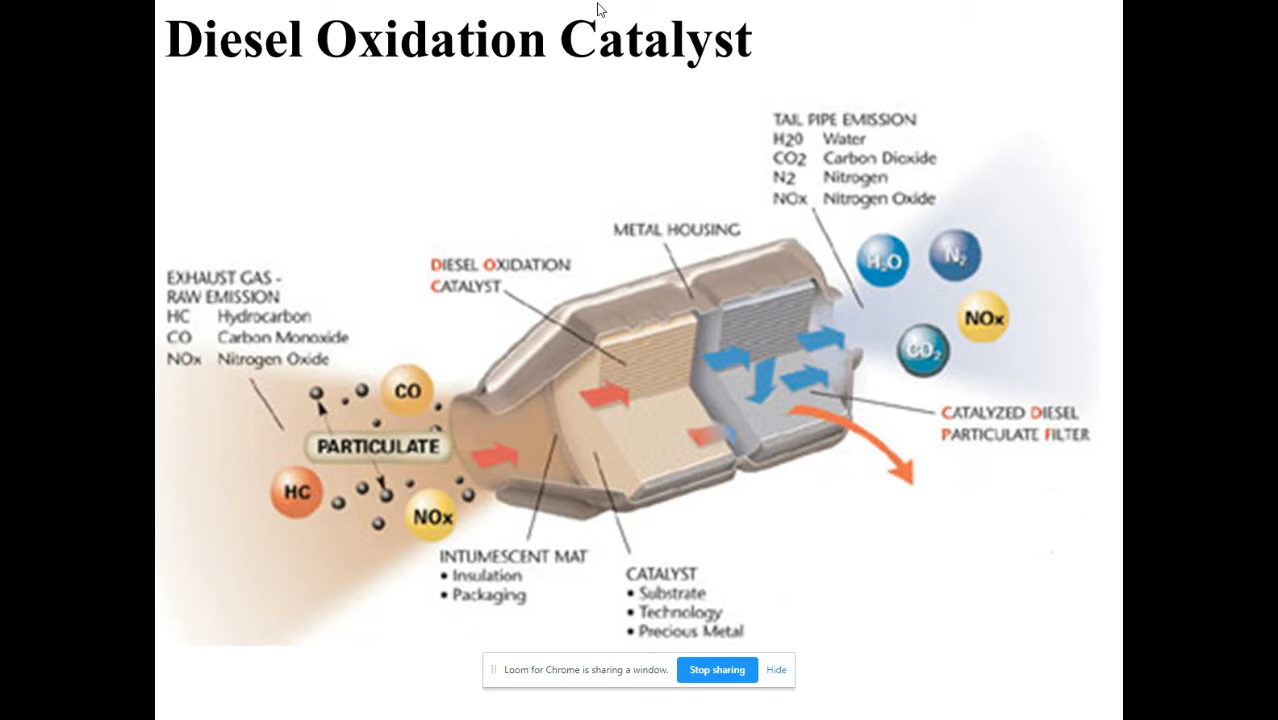 Diesel Oxidation Catalyst
TAIL PIPE EMISSION
H20 Water
CO2 Carbon Dioxide
N2 Nitrogen
NOx Nitrogen Oxide
METAL HOUSING
DIESEL OXIDATION
CATALYST
EXHAUST GAS -
RAW EMISSION
HC Hydrocarbon
CO Carbon Monoxide
NOx Nitrogen Oxide
H2O
N2
NOx
CO2
CO
PARTICULATE
HC
NOx
CATALYZED DIESEL
PARTICULATE FILTER
INTUMESCENT MAT
• Insulation
• Packaging
CATALYST
• Substrate
• Technology
• Precious Metal
Loom for Chrome is sharing a window.
Stop sharing
Hide